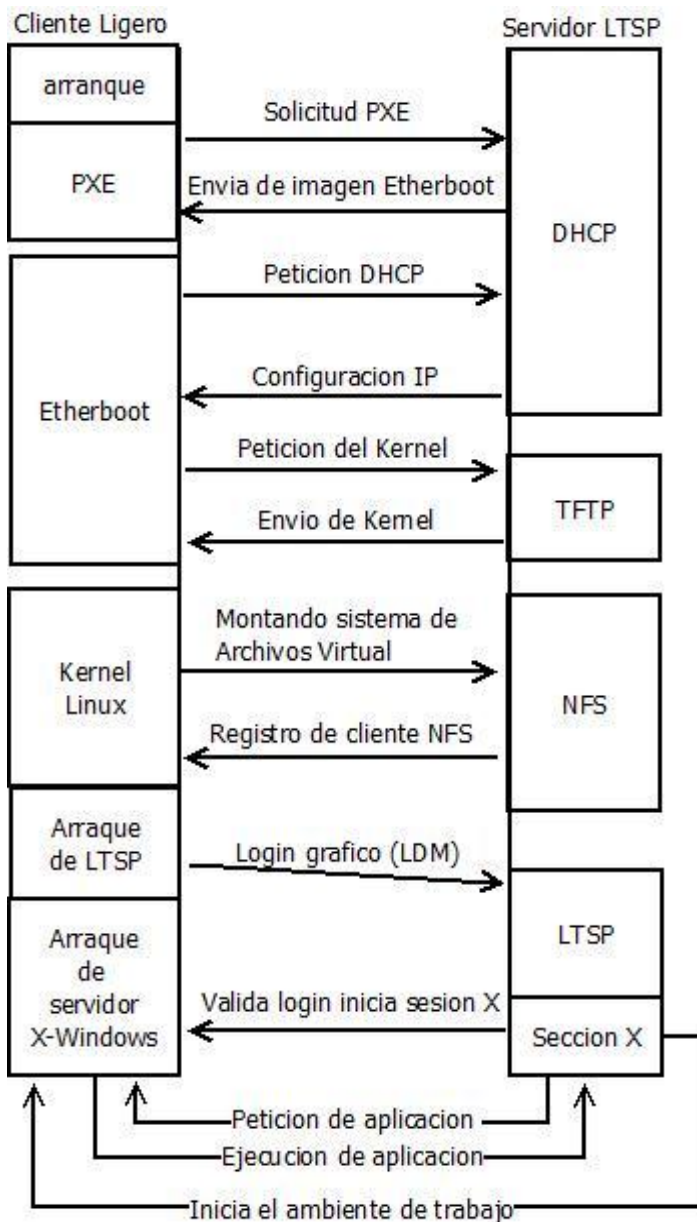 Cliente Ligero
Servidor LTSP
arranque
Solicitud PXE
PXE
Envia de imagen Etherboot
DHCP
Peticion DHCP
Configuracion IP
Etherboot
Peticion del Kernel
TFTP
Envio de Kernel
Montando sistema de
Archivos Virtual
Kernel
Linux
NFS
Registro de cliente NFS
Arraque
de LTSP
Login grafico (LDM)
LTSP
Arraque
de
servidor
X-Windows
Valida login inicia sesion X
Seccion X
Peticion de aplicacion
Ejecucion de aplicacion
Inicia el ambiente de trabajo